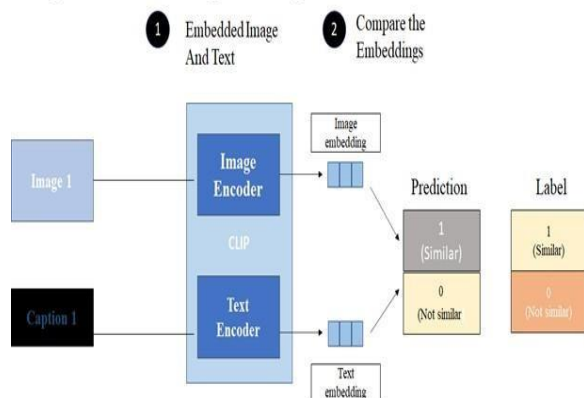 1
Embedded Image
And Text
2
Compare the
Embeddings
Image 1
Image
Encoder
Image
embedding
CLIP
Caption 1
Text
Encoder
Text
embedding
Prediction
1
(Similar)
0
(Not similar
Label
1
(Similar)
0
(Not similar)